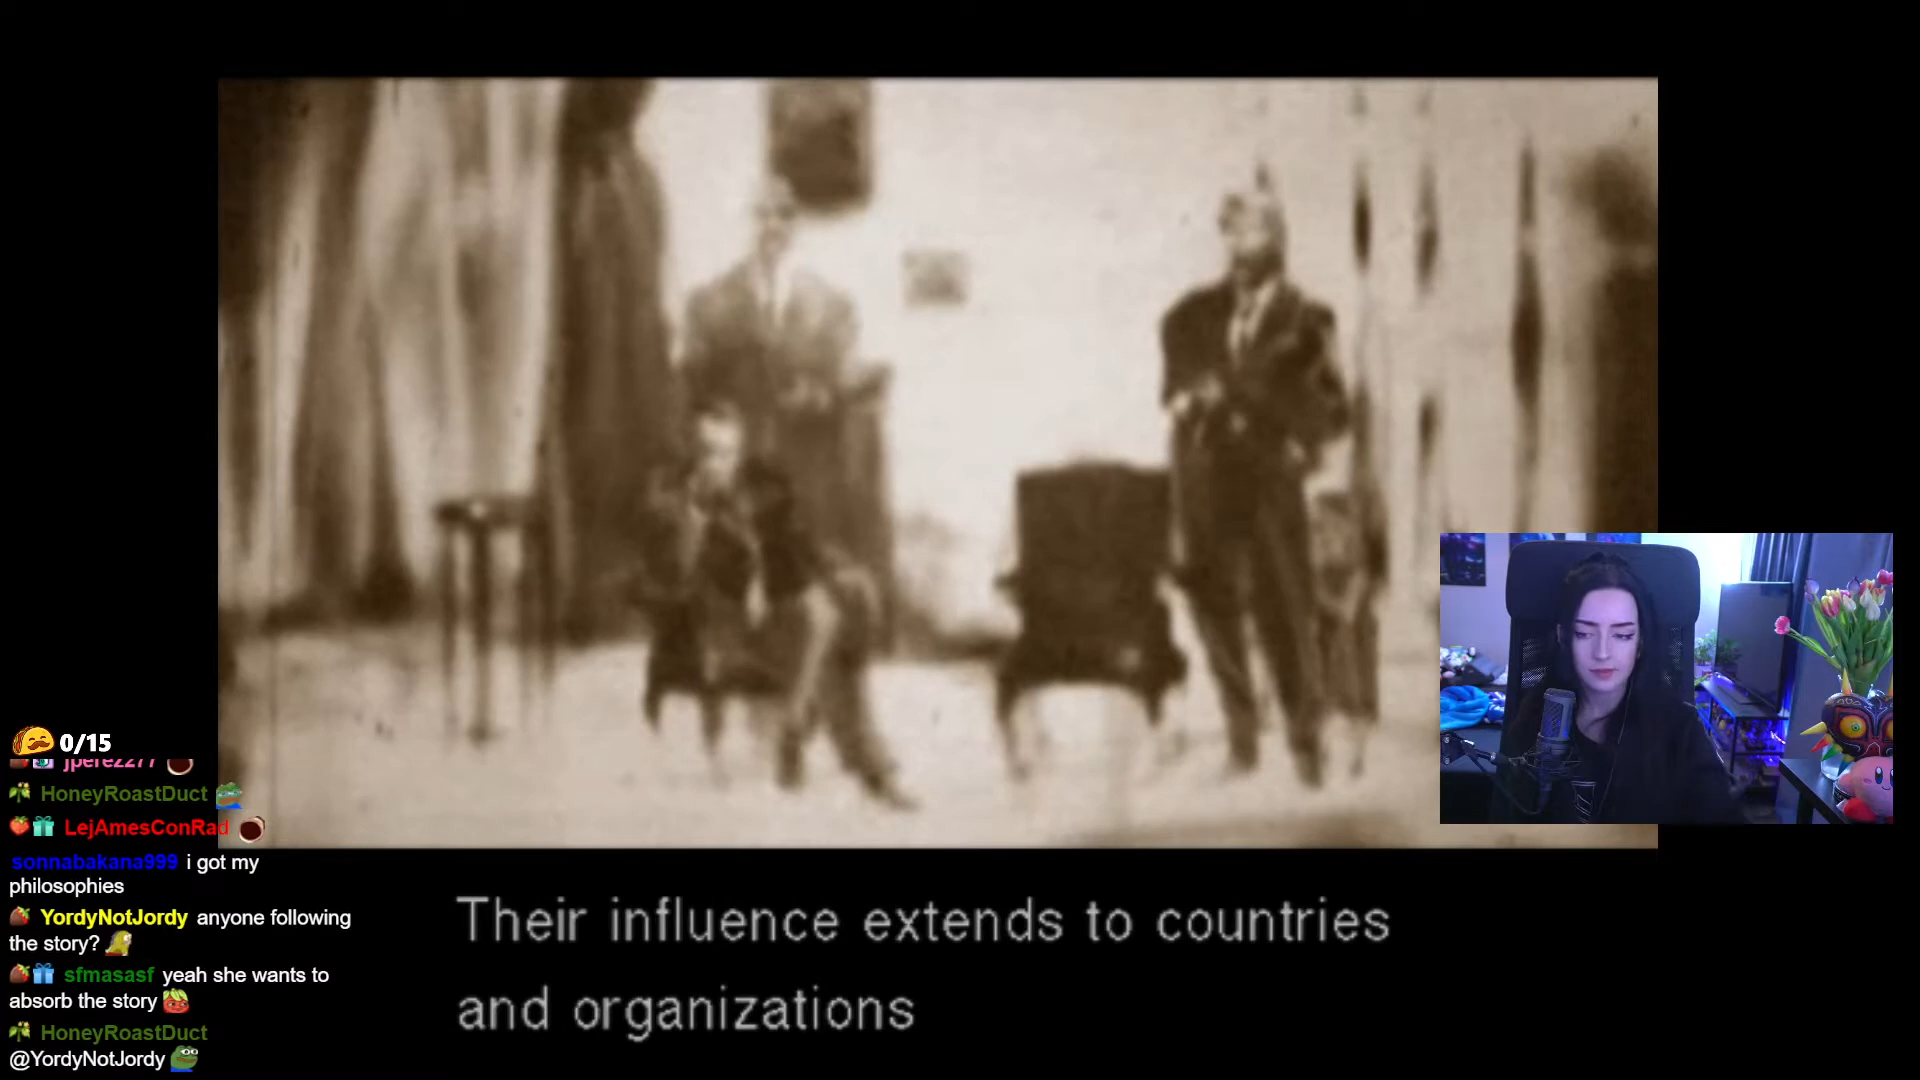 0/15
jperez277
HoneyRoastDuct
LejAmesConRad
sonnabakana999 i got my
philosophies
YordyNotJordy anyone following
the story?
sfmasasf yeah she wants to
absorb the story
HoneyRoastDuct
@YordyNotJordy
Their influence extends to countries
and organizations